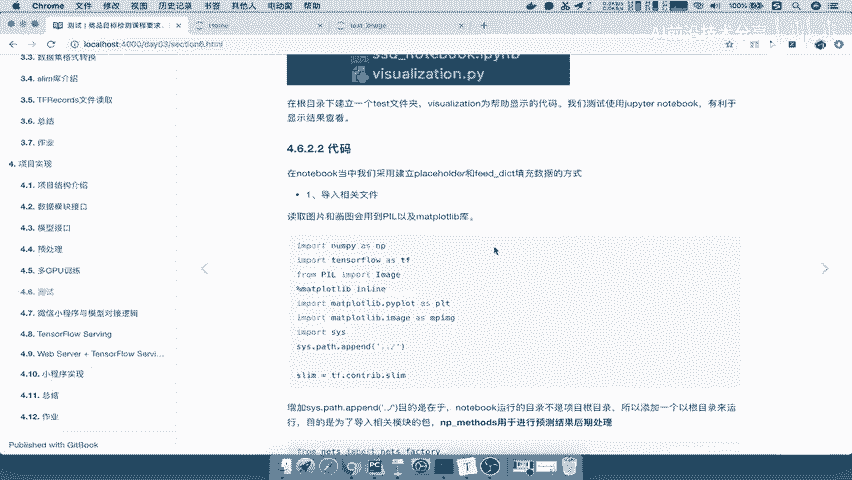 Chrome 文件 修改 视图 历史记录 书签 其他人 电动窗 帮助
100%
测试 | 商品目标检测课程要求
Home
test_image
localhost:4000/day03/section6.html
3.3. 数据集格式转换
3.4. slim库介绍
3.5. TFRecords文件读取
3.6. 总结
3.7. 作业
4. 项目实现
4.1. 项目结构介绍
4.2. 数据模块接口
4.3. 模型接口
4.4. 预处理
4.5. 多GPU训练
4.6. 测试
4.7. 微信小程序与模型对接逻辑
4.8. TensorFlow Serving
4.9. Web Server + TensorFlow Servi...
4.10. 小程序实现
4.11. 总结
4.12. 作业
Published with GitBook
ssd_notebook.ipynb
visualization.py
在根目录下建立一个test文件夹，visualization为帮助显示的代码。我们测试使用jupyter notebook，有利于
显示结果查看。
4.6.2.2 代码
在notebook当中我们采用建立placeholder和feed_dict填充数据的方式
• 1、导入相关文件
读取图片和画图会用到PIL以及matplotlib库。
import numpy as np
import tensorflow as tf
from PIL import Image
%matplotlib inline
import matplotlib.pyplot as plt
import matplotlib.image as mpimg
import sys
sys.path.append('../')
slim = tf.contrib.slim
增加sys.path.append('../')目的是在于，notebook运行的目录不是项目根目录。所以添加一个以根目录来运
行，目的是为了导入相关模块的包，np_methods用于进行预测结果后期处理
from nets import nets_factory